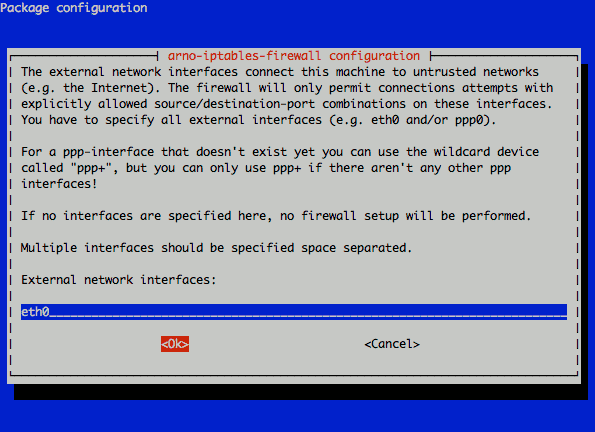 Package configuration
arno-iptables-firewall configuration
The external network interfaces connect this machine to untrusted networks
(e.g. the Internet). The firewall will only permit connections attempts with
explicitly allowed source/destination-port combinations on these interfaces.
You have to specify all external interfaces (e.g. eth0 and/or ppp0).
For a ppp-interface that doesn't exist yet you can use the wildcard device
called "ppp+", but you can only use ppp+ if there aren't any other ppp
interfaces!
If no interfaces are specified here, no firewall setup will be performed.
Multiple interfaces should be specified space separated.
External network interfaces:
eth0
<Ok> <Cancel>